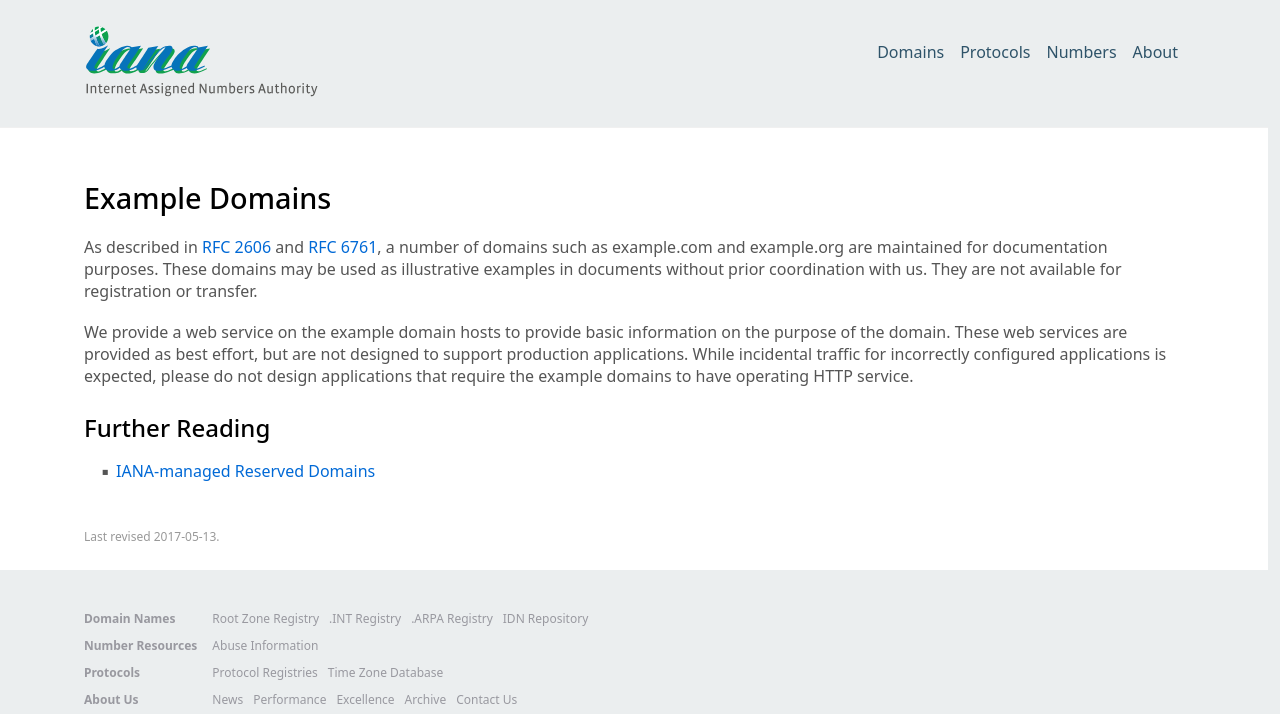 iana
Internet Assigned Numbers Authority
Domains Protocols Numbers About
Example Domains
As described in RFC 2606 and RFC 6761, a number of domains such as example.com and example.org are maintained for documentation
purposes. These domains may be used as illustrative examples in documents without prior coordination with us. They are not available for
registration or transfer.
We provide a web service on the example domain hosts to provide basic information on the purpose of the domain. These web services are
provided as best effort, but are not designed to support production applications. While incidental traffic for incorrectly configured applications is
expected, please do not design applications that require the example domains to have operating HTTP service.
Further Reading
IANA-managed Reserved Domains
Last revised 2017-05-13.
Domain Names Root Zone Registry .INT Registry .ARPA Registry IDN Repository
Number Resources Abuse Information
Protocols Protocol Registries Time Zone Database
About Us News Performance Excellence Archive Contact Us